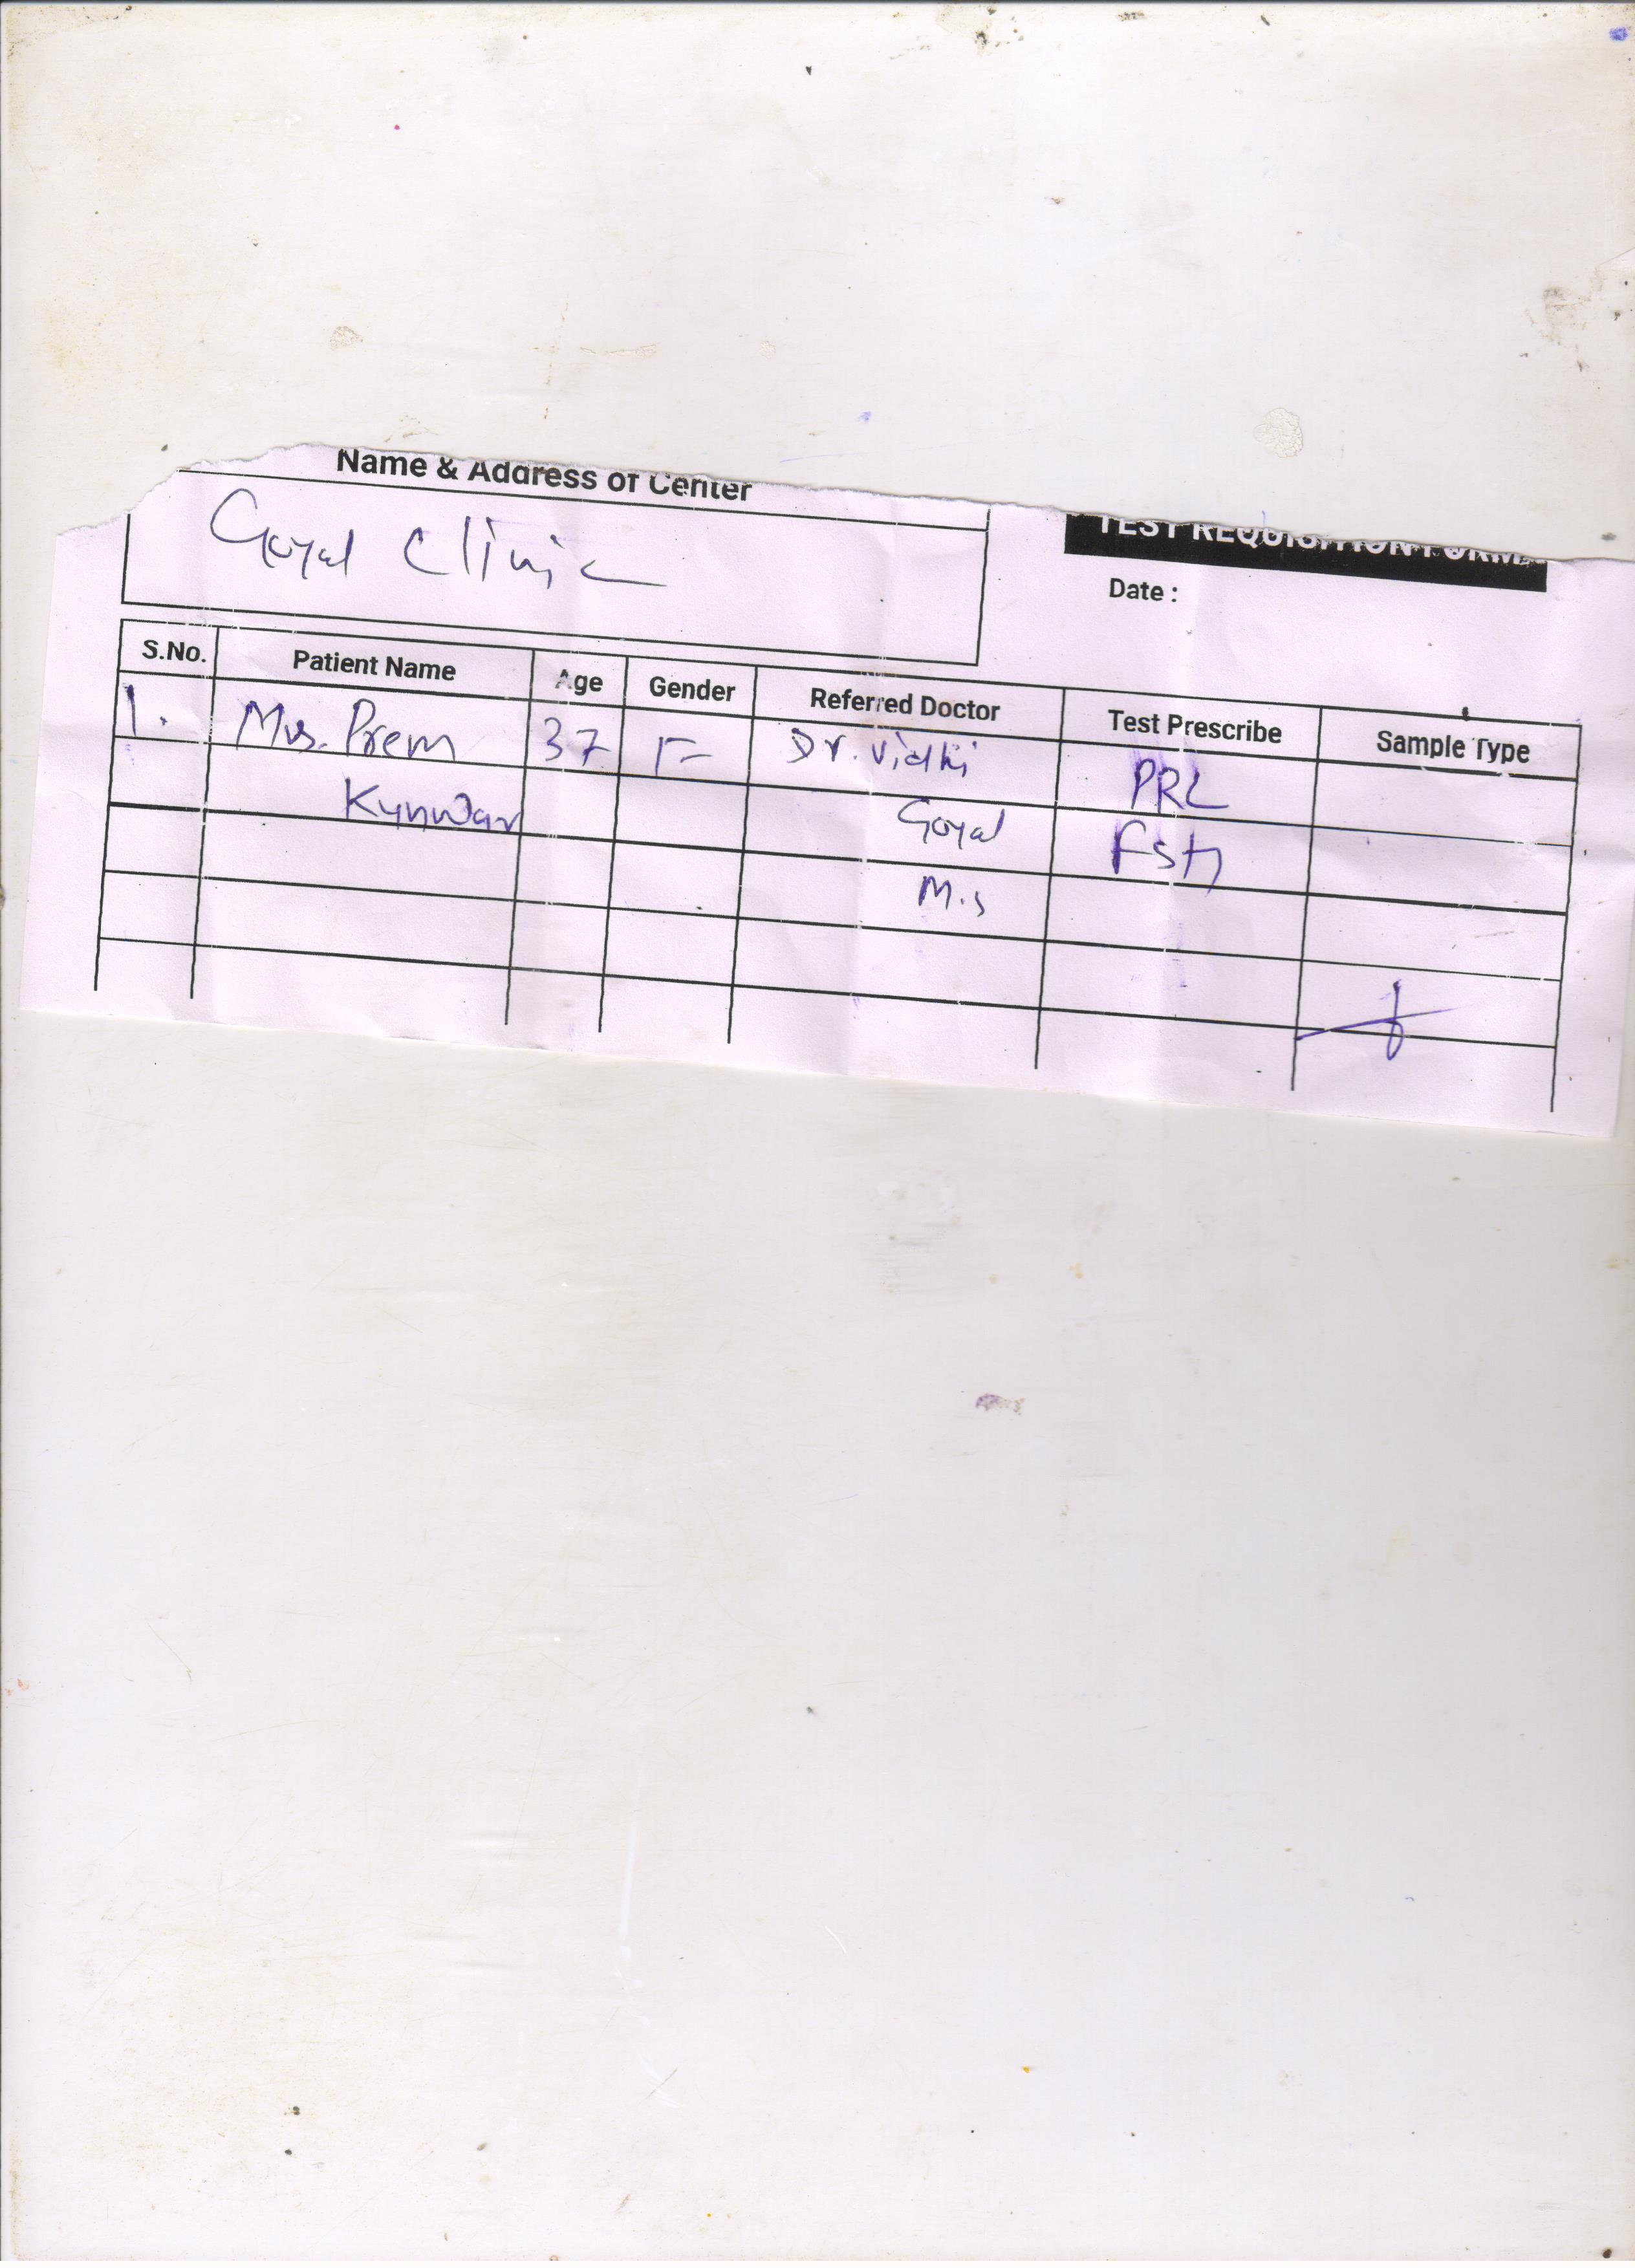 Name & Address of Center
TEST REQUISITION FORM
Goyal Clinic
Date :
S.No. Patient Name Age Gender Referred Doctor Test Prescribe Sample Type
1. Mrs. Prem 37 F Dr. Vidhi PRL
Kunwar Goyal FSH
M.S